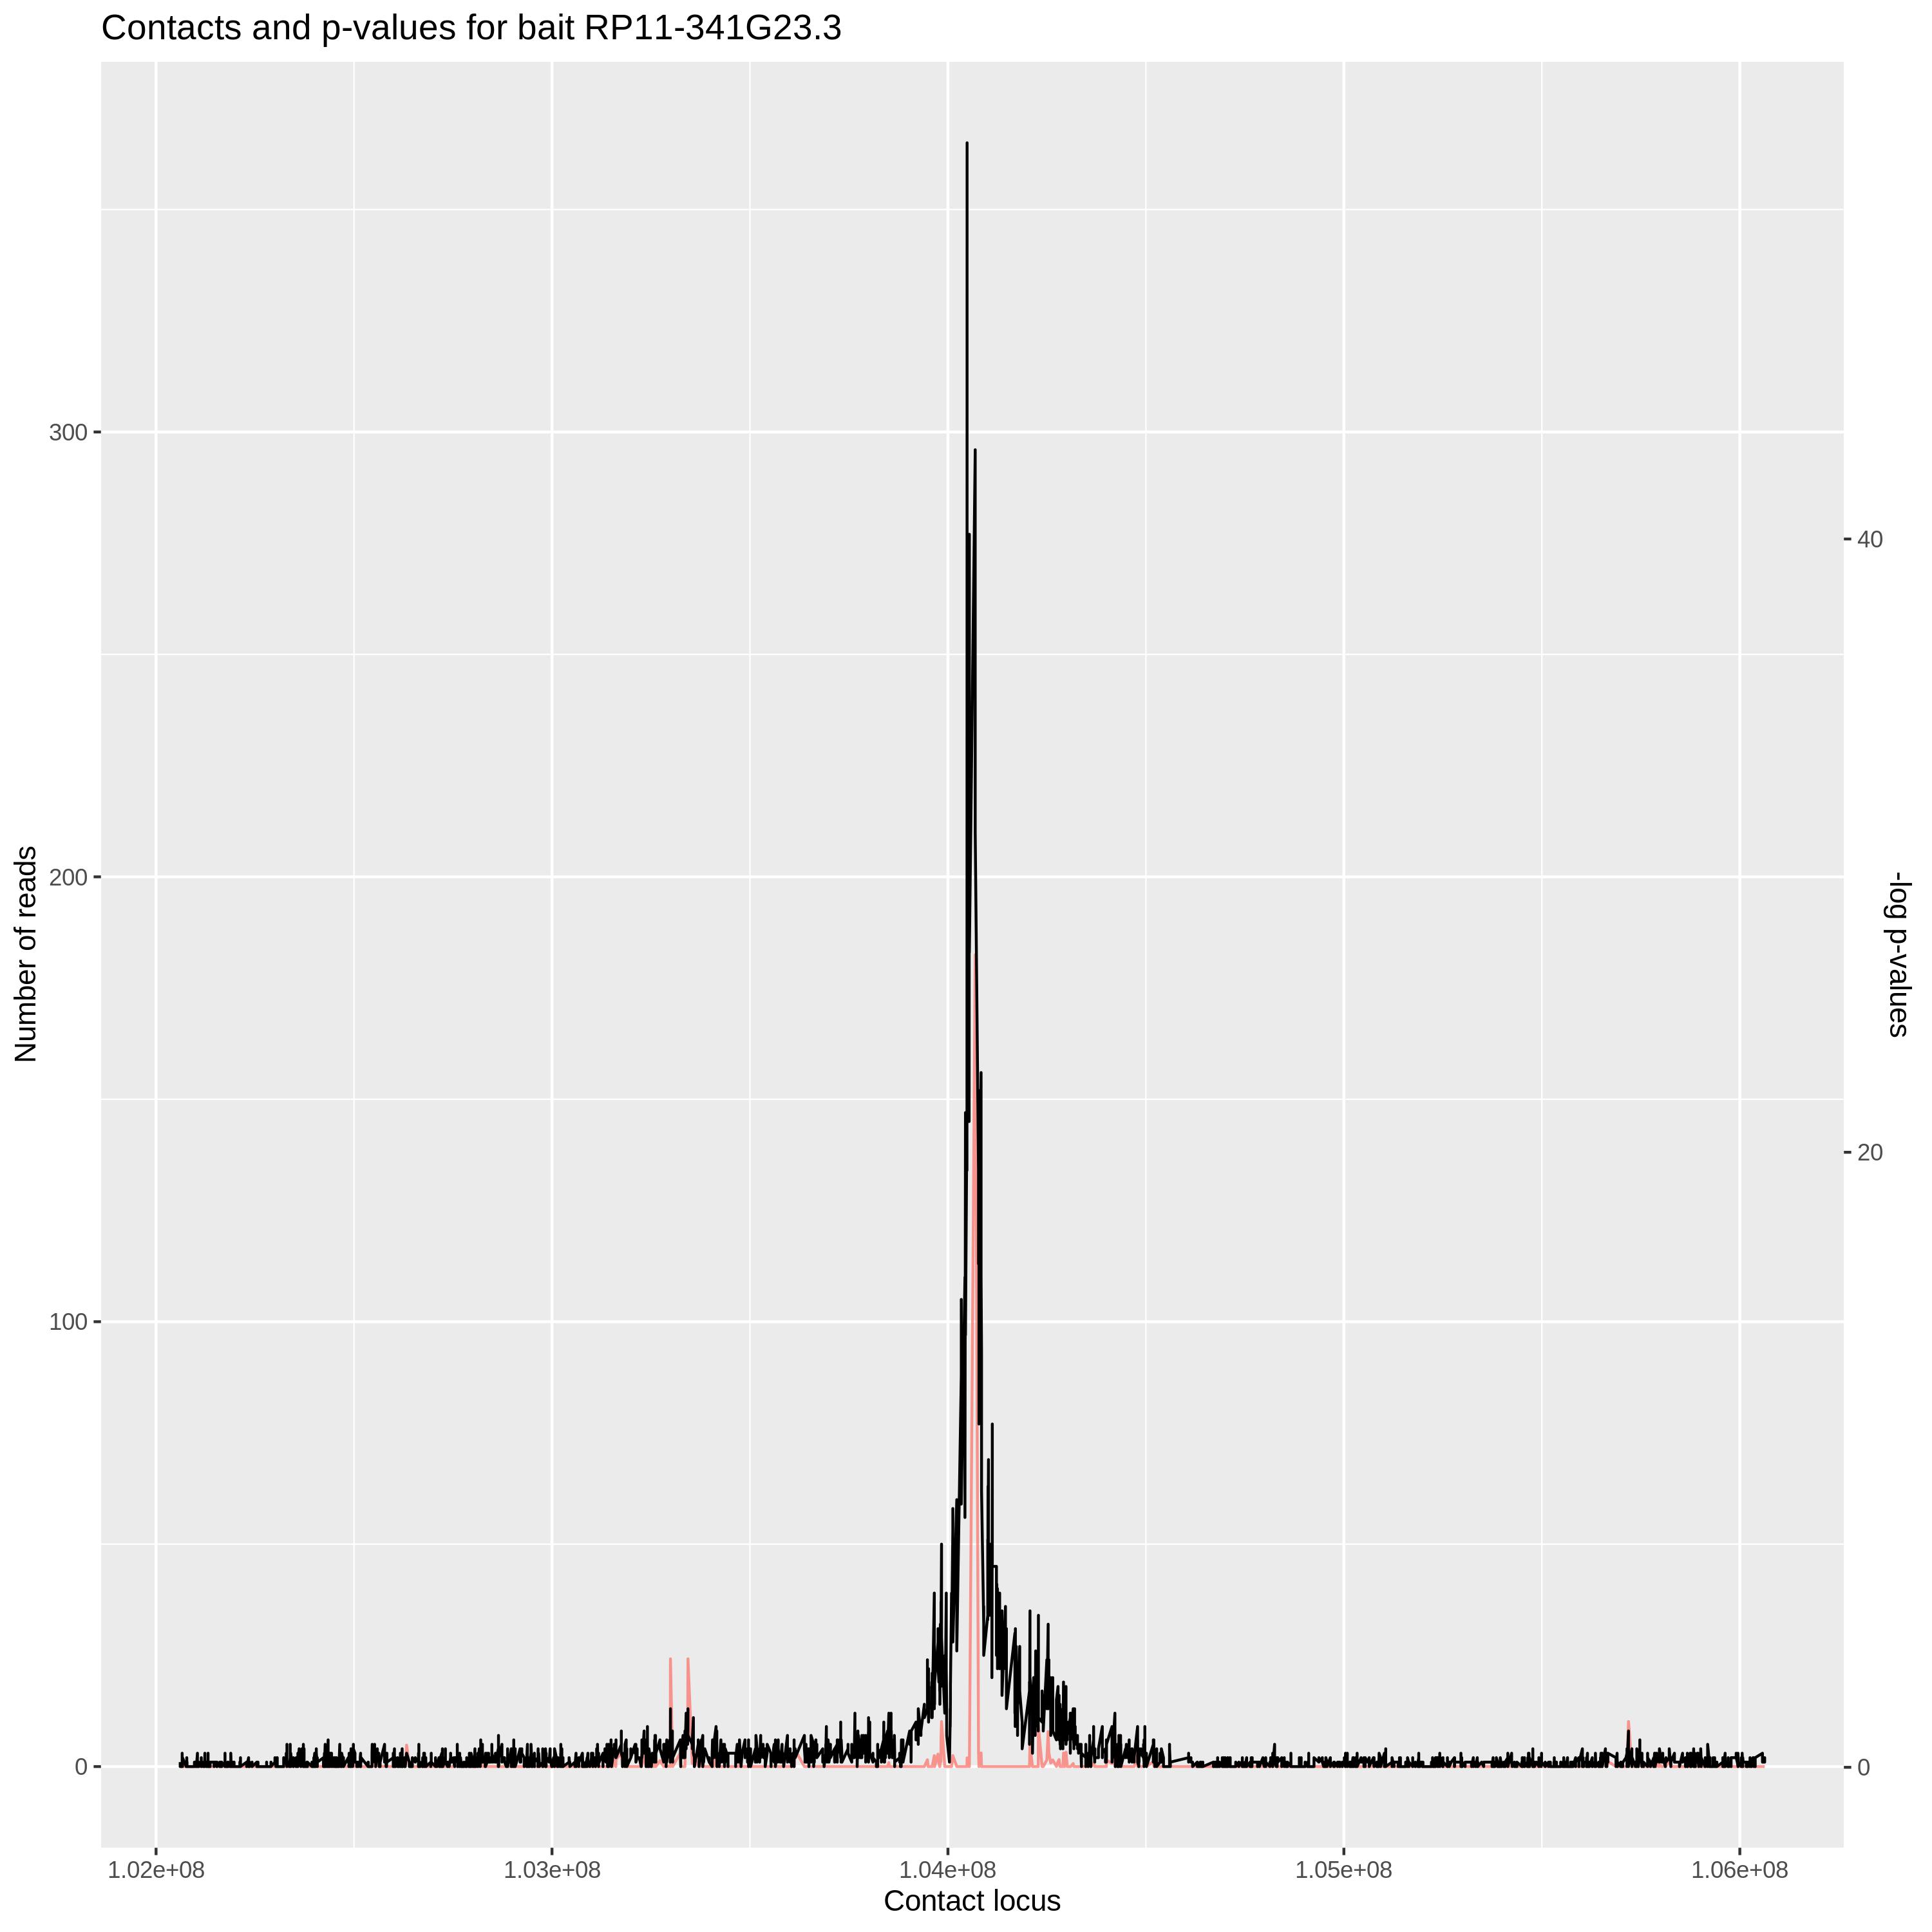 Contacts and p-values for bait RP11-341G23.3
300
200
100
0
Number of reads
40
20
0
-log p-values
1.02e+08
1.03e+08
1.04e+08
1.05e+08
1.06e+08
Contact locus